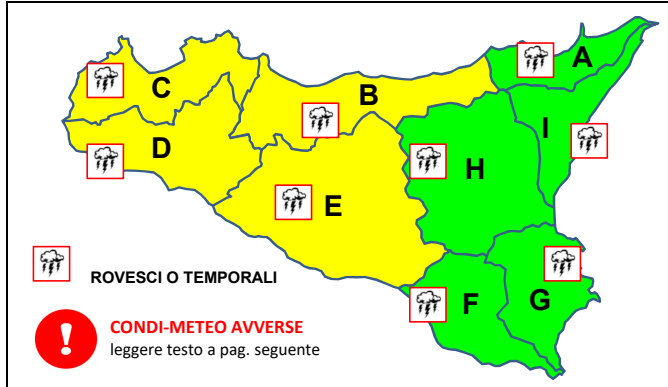 A
C
B
I
D
H
E
ROVESCI O TEMPORALI
F
G
CONDI-METEO AVVERSE
leggere testo a pag. seguente